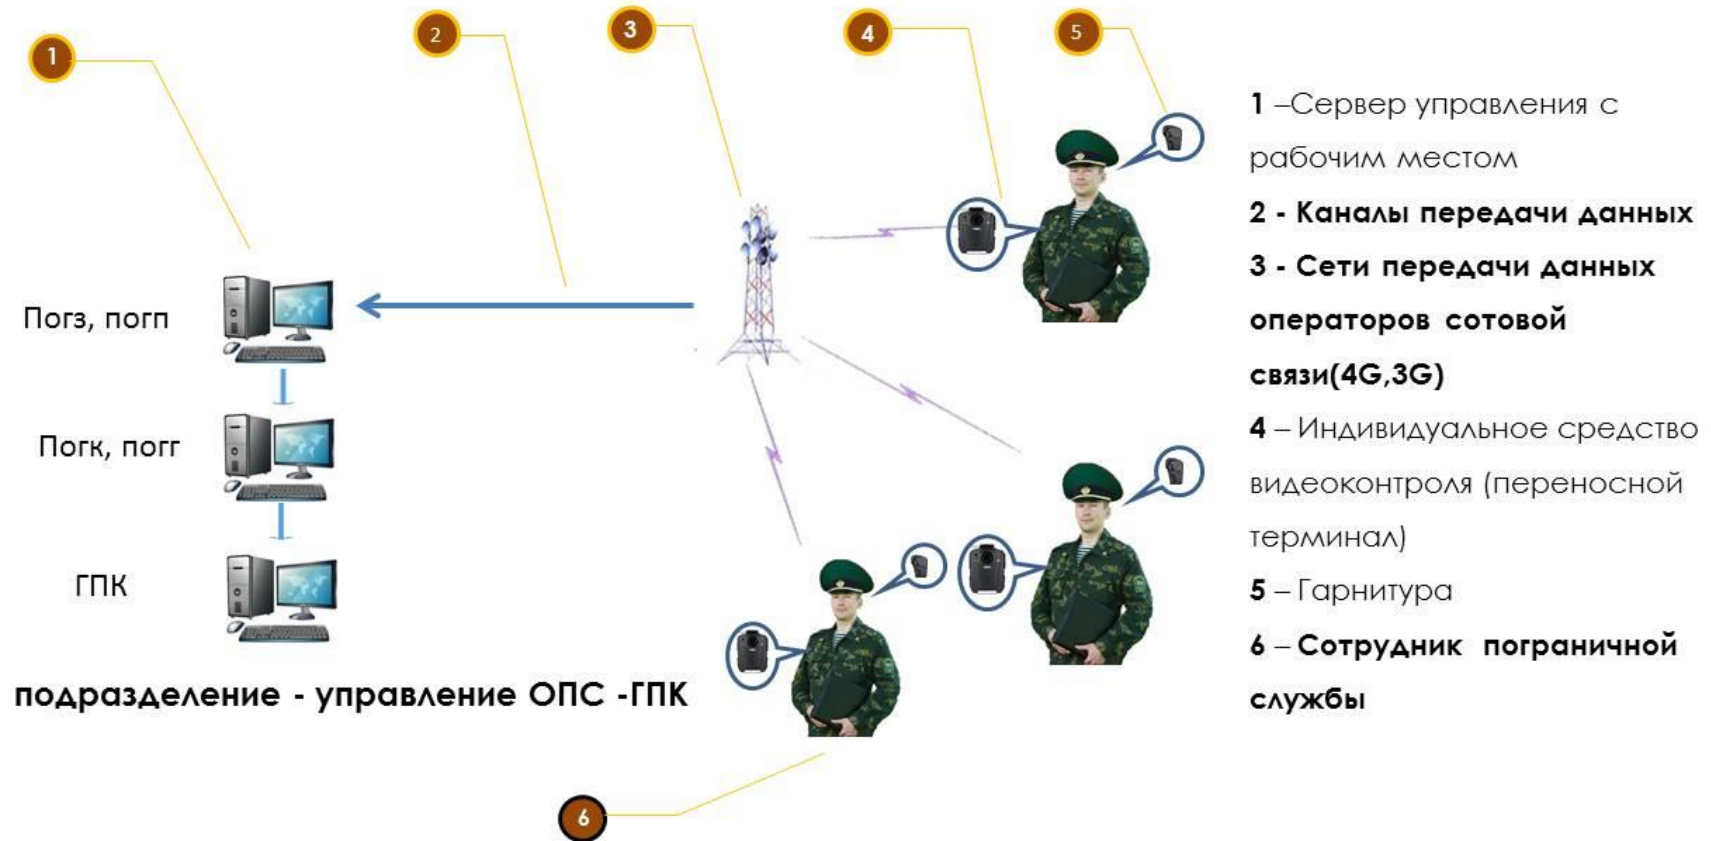 1
2
3
4
5
6
Погз, погп
Погк, погг
ГПК
подразделение - управление ОПС -ГПК
1 –Сервер управления с
рабочим местом
2 - Каналы передачи данных
3 - Сети передачи данных
операторов сотовой
связи(4G,3G)
4 – Индивидуальное средство
видеоконтроля (переносной
терминал)
5 – Гарнитура
6 – Сотрудник пограничной
службы